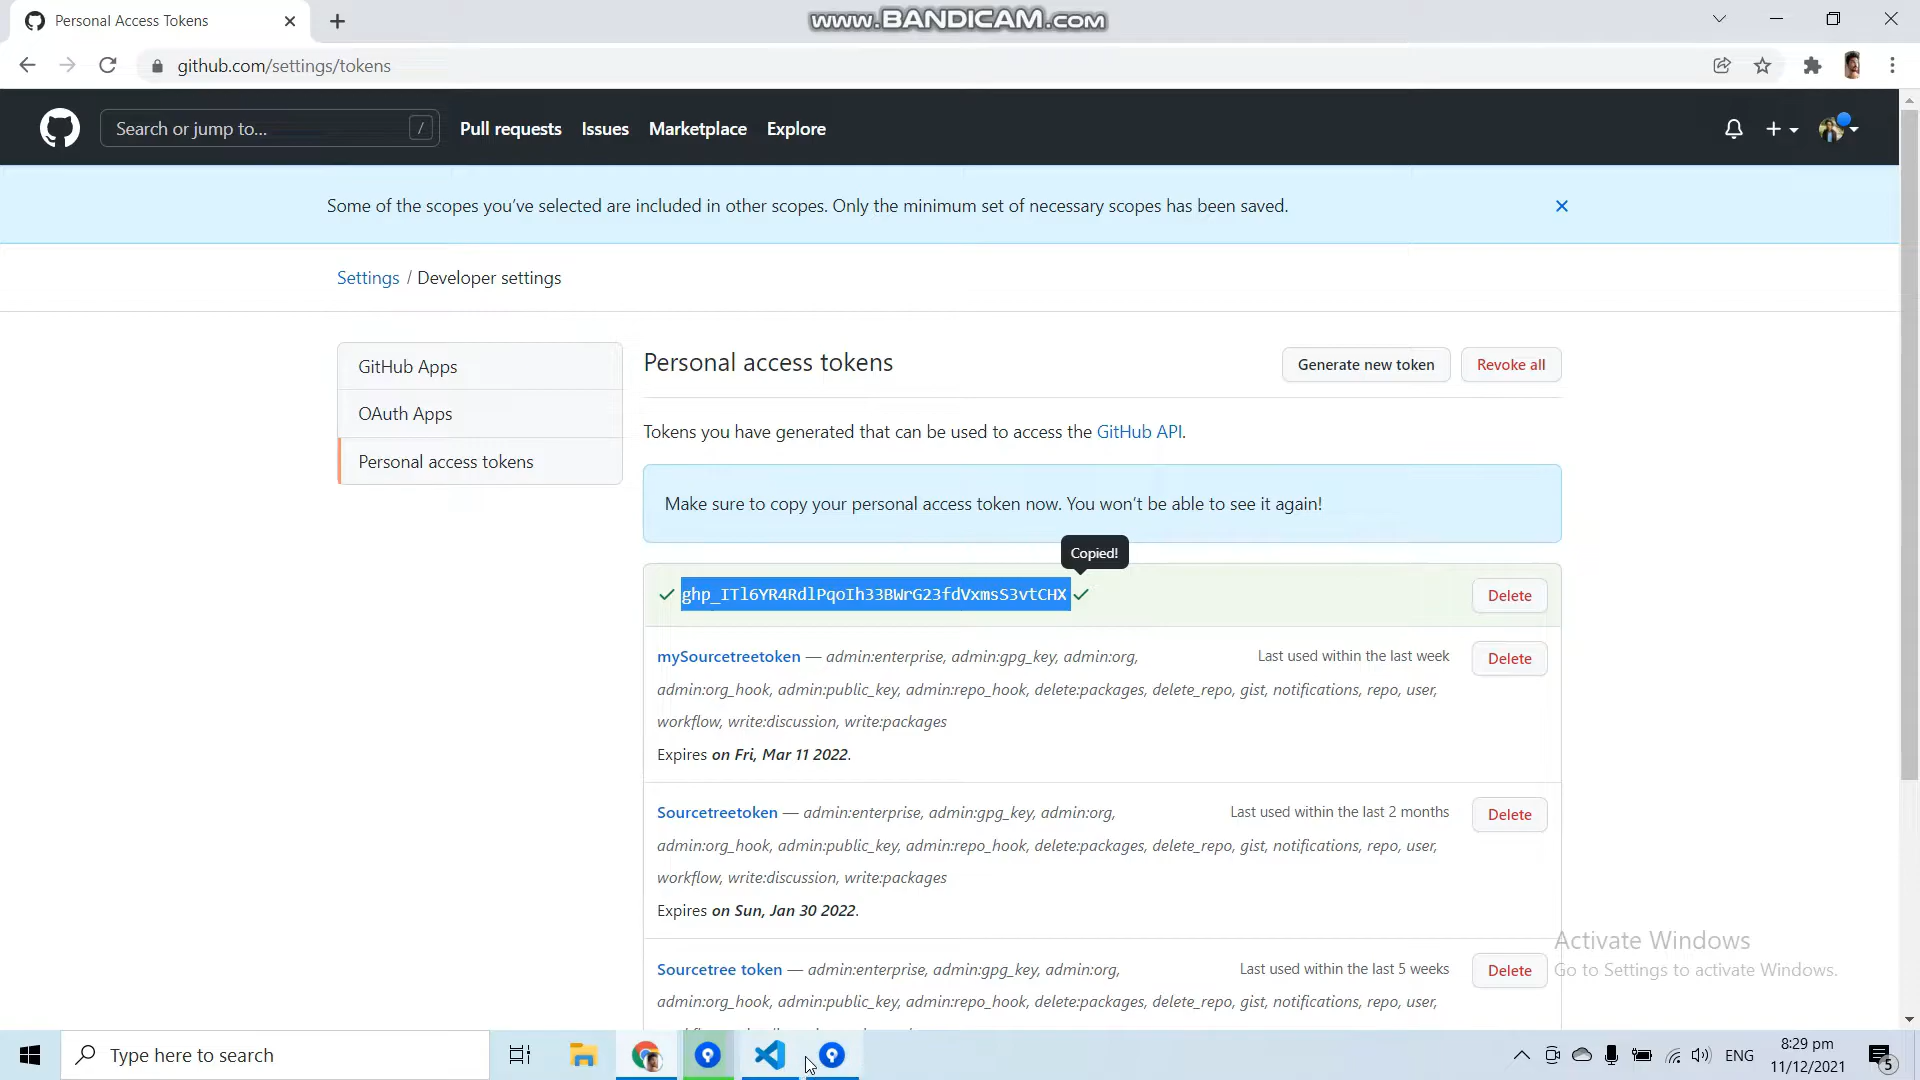 Personal Access Tokens
www.BANDICAM.com
github.com/settings/tokens
Search or jump to... /
Pull requests Issues Marketplace Explore
Some of the scopes you've selected are included in other scopes. Only the minimum set of necessary scopes has been saved.
Settings / Developer settings
GitHub Apps
OAuth Apps
Personal access tokens
Personal access tokens
Generate new token
Revoke all
Tokens you have generated that can be used to access the GitHub API.
Make sure to copy your personal access token now. You won't be able to see it again!
Copied!
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
Delete
mySourcetreetoken — admin:enterprise, admin:gpg_key, admin:org,
Last used within the last week
Delete
admin:org_hook, admin:public_key, admin:repo_hook, delete:packages, delete_repo, gist, notifications, repo, user,
workflow, write:discussion, write:packages
Expires on Fri, Mar 11 2022.
Sourcetreetoken — admin:enterprise, admin:gpg_key, admin:org,
Last used within the last 2 months
Delete
admin:org_hook, admin:public_key, admin:repo_hook, delete:packages, delete_repo, gist, notifications, repo, user,
workflow, write:discussion, write:packages
Expires on Sun, Jan 30 2022.
Sourcetree token — admin:enterprise, admin:gpg_key, admin:org,
Last used within the last 5 weeks
Delete
admin:org_hook, admin:public_key, admin:repo_hook, delete:packages, delete_repo, gist, notifications, repo, user,
Activate Windows
Go to Settings to activate Windows.
Type here to search
ENG
8:29 pm
11/12/2021
5